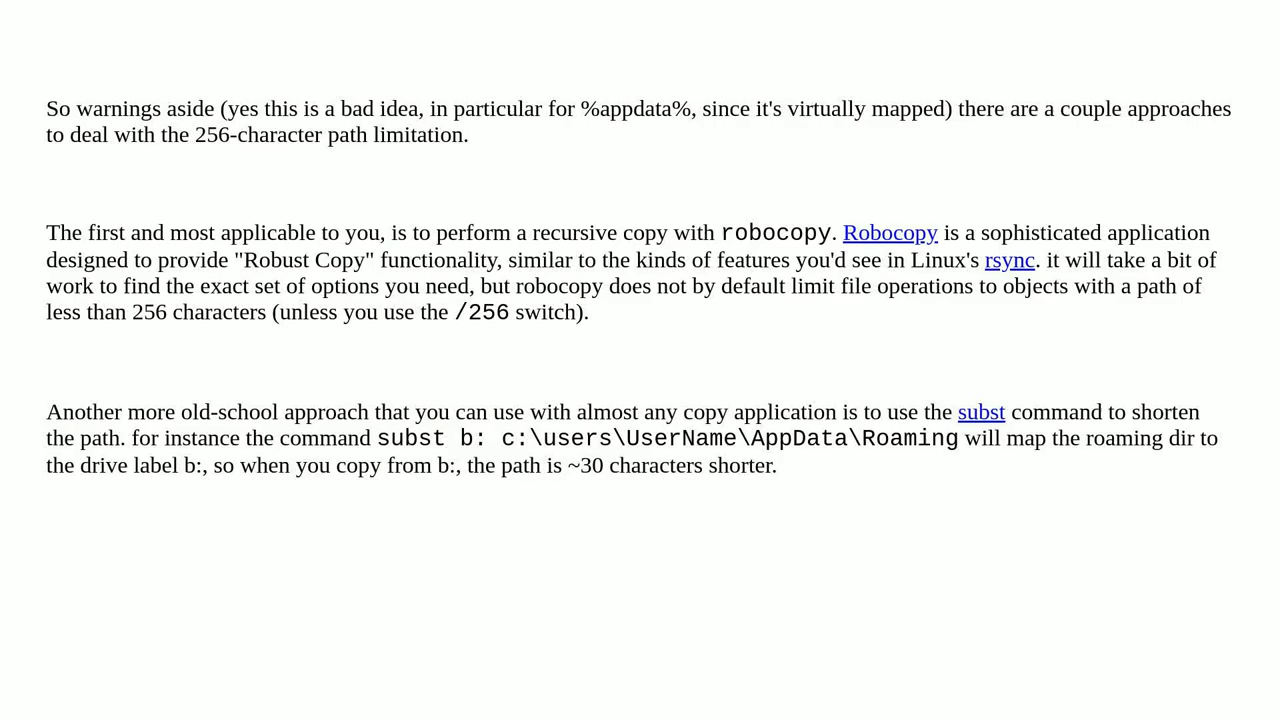 So warnings aside (yes this is a bad idea, in particular for %appdata%, since it's virtually mapped) there are a couple approaches
to deal with the 256-character path limitation.
The first and most applicable to you, is to perform a recursive copy with robocopy. Robocopy is a sophisticated application
designed to provide "Robust Copy" functionality, similar to the kinds of features you'd see in Linux's rsync. it will take a bit of
work to find the exact set of options you need, but robocopy does not by default limit file operations to objects with a path of
less than 256 characters (unless you use the /256 switch).
Another more old-school approach that you can use with almost any copy application is to use the subst command to shorten
the path. for instance the command subst b: c:\users\UserName\AppData\Roaming will map the roaming dir to
the drive label b:, so when you copy from b:, the path is ~30 characters shorter.